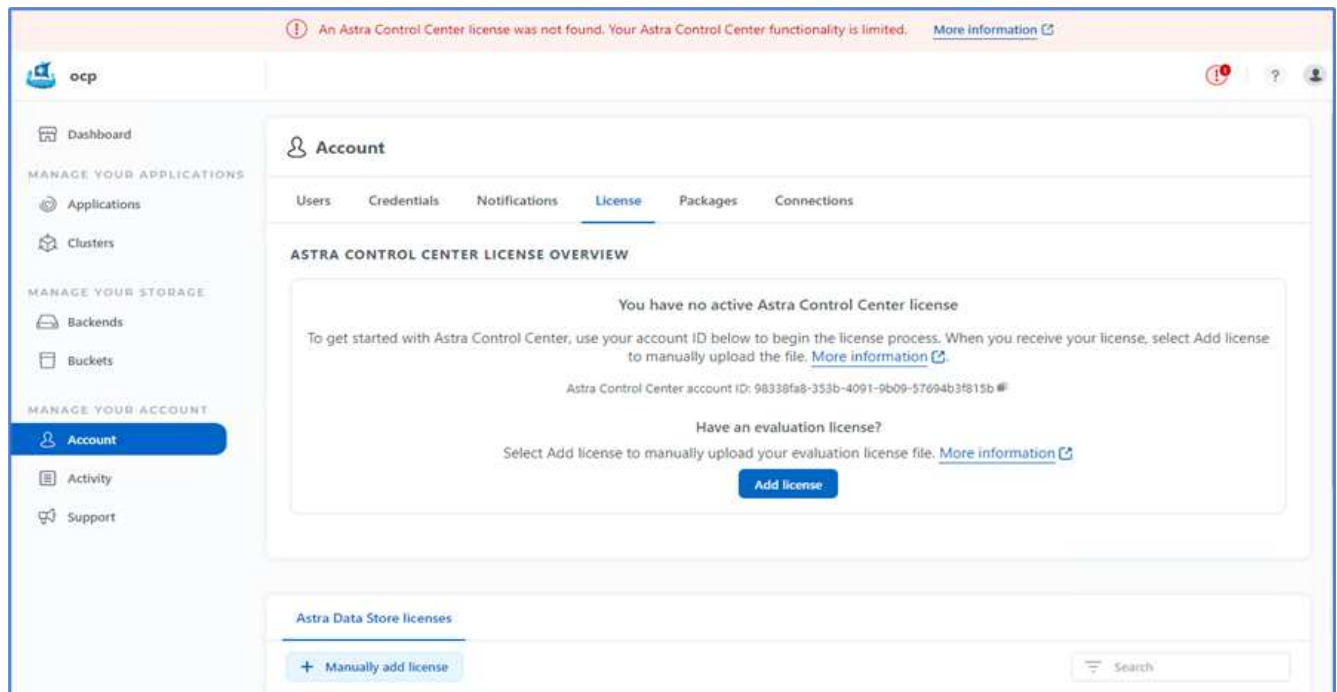 An Astra Control Center license was not found. Your Astra Control Center functionality is limited. More information
ocp
1
?
Dashboard
MANAGE YOUR APPLICATIONS
Applications
Clusters
MANAGE YOUR STORAGE
Backends
Buckets
MANAGE YOUR ACCOUNT
Account
Activity
Support
Account
Users Credentials Notifications License Packages Connections
ASTRA CONTROL CENTER LICENSE OVERVIEW
You have no active Astra Control Center license
To get started with Astra Control Center, use your account ID below to begin the license process. When you receive your license, select Add license
to manually upload the file. More information.
Astra Control Center account ID: 98338fa8-353b-4091-9b09-57694b3f815b
Have an evaluation license?
Select Add license to manually upload your evaluation license file. More information
Add license
Astra Data Store licenses
+ Manually add license
Search